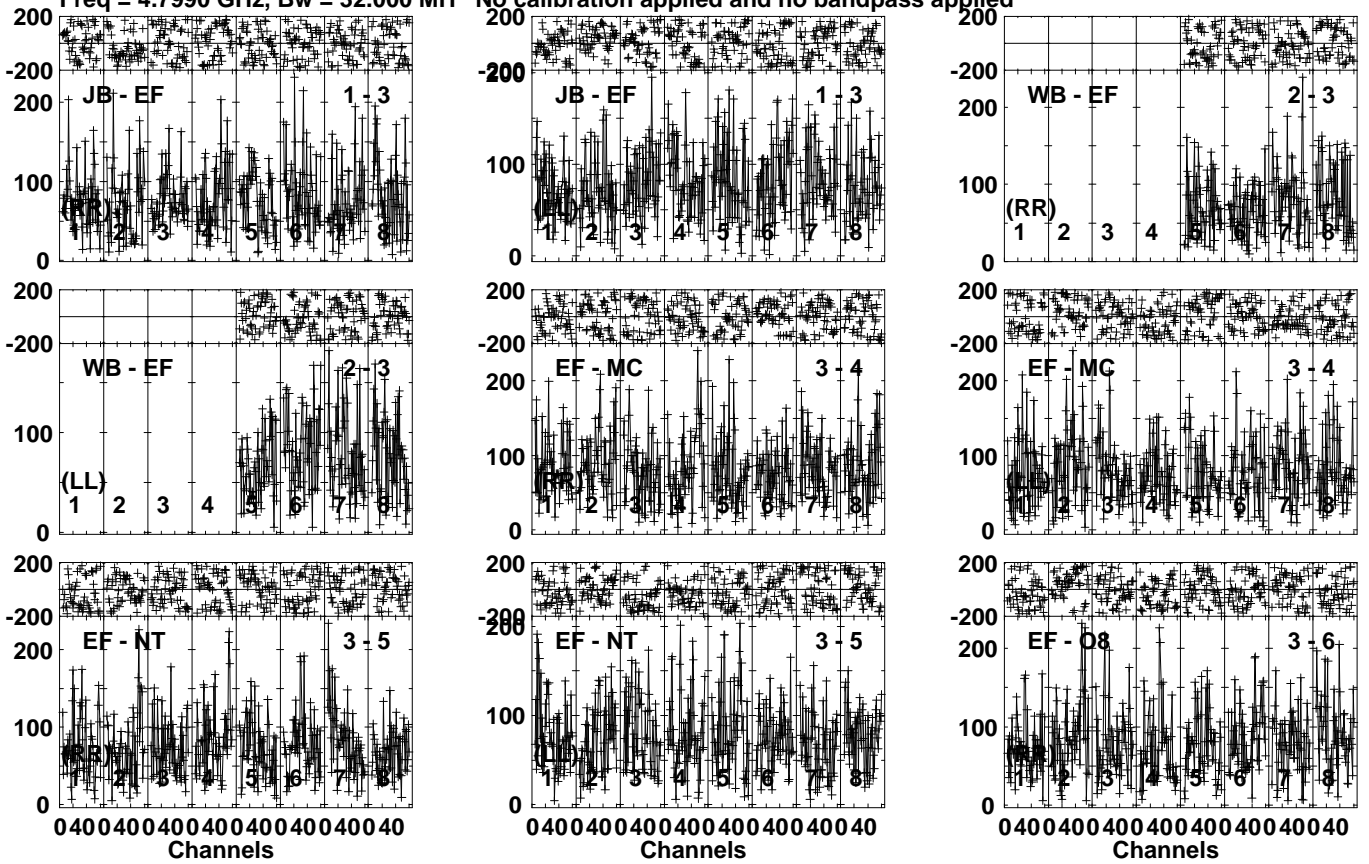 Freq = 4.7990 GHz, Bw = 32.000 MH No calibration applied and no bandpass applied
200 200 200
-200 -200 -200
200 200 200
JB - EF 1 - 3 JB - EF 1 - 3 WB - EF 2 - 3
100 100 100
(RR) (LL) (RR)
1 2 3 4 5 6 7 8 1 2 3 4 5 6 7 8 1 2 3 4 5 6 7 8
0 0 0
200 200 200
-200 -200 -200
WB - EF 2 - 3 EF - MC 3 - 4 EF - MC 3 - 4
200 200
100 100 100
(LL) (RR) (LL)
1 2 3 4 5 6 7 8 1 2 3 4 5 6 7 8 1 2 3 4 5 6 7 8
0 0 0
200 200 200
-200 -200 -200
200 200 200
EF - NT 3 - 5 EF - NT 3 - 5 EF - O8 3 - 6
100 100 100
(RR) (LL) (RR)
1 2 3 4 5 6 7 8 1 2 3 4 5 6 7 8 1 2 3 4 5 6 7 8
0 0 0
0 40 0 40 0 40 0 40 0 40 0 40 0 40 0 40 0 40 0 40 0 40 0 40 0 40 0 40 0 40 0 40 0 40 0 40 0 40 0 40 0 40 0 40 0 40 0 40
Channels Channels Channels